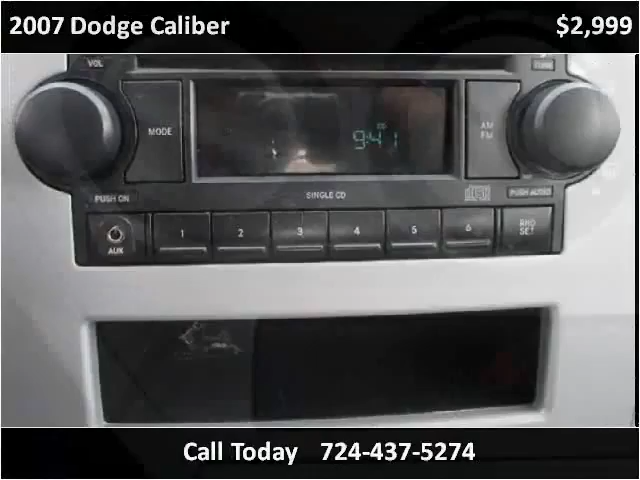 2007 Dodge Caliber $2,999
VOL TUNE
MODE 9:41 AM
FM
PUSH ON SINGLE CD PUSH AUDIO
AUX 1 2 3 4 5 6 RND
SET
Call Today 724-437-5274